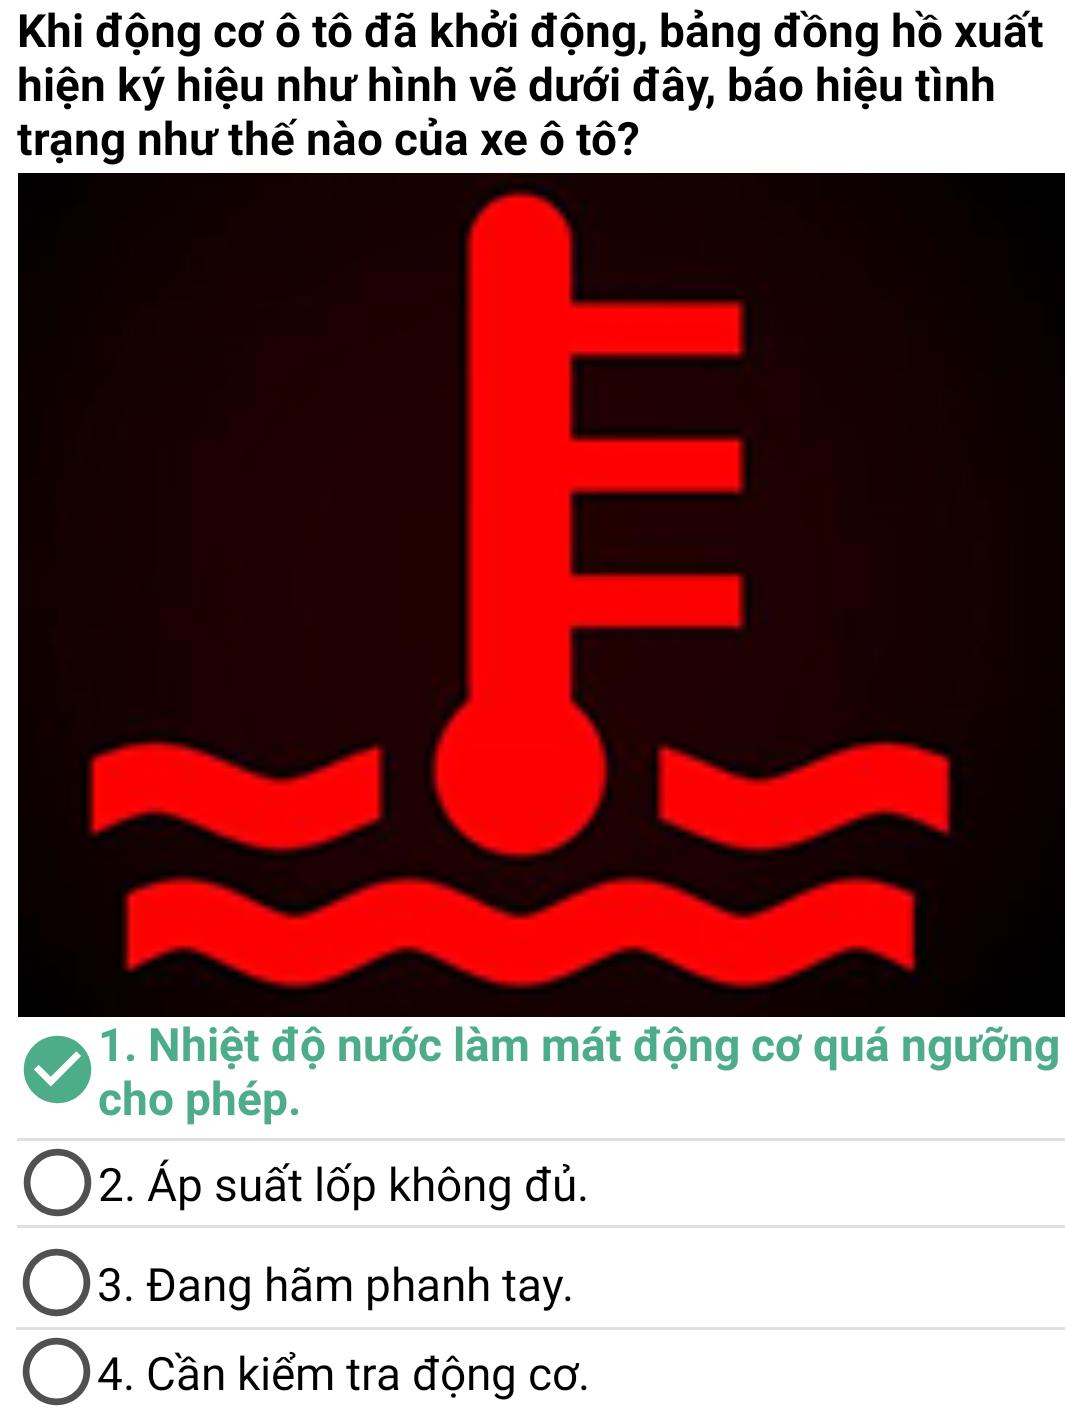 Khi động cơ ô tô đã khởi động, bảng đồng hồ xuất
hiện ký hiệu như hình vẽ dưới đây, báo hiệu tình
trạng như thế nào của xe ô tô?
1. Nhiệt độ nước làm mát động cơ quá ngưỡng
cho phép.
2. Áp suất lốp không đủ.
3. Đang hãm phanh tay.
4. Cần kiểm tra động cơ.